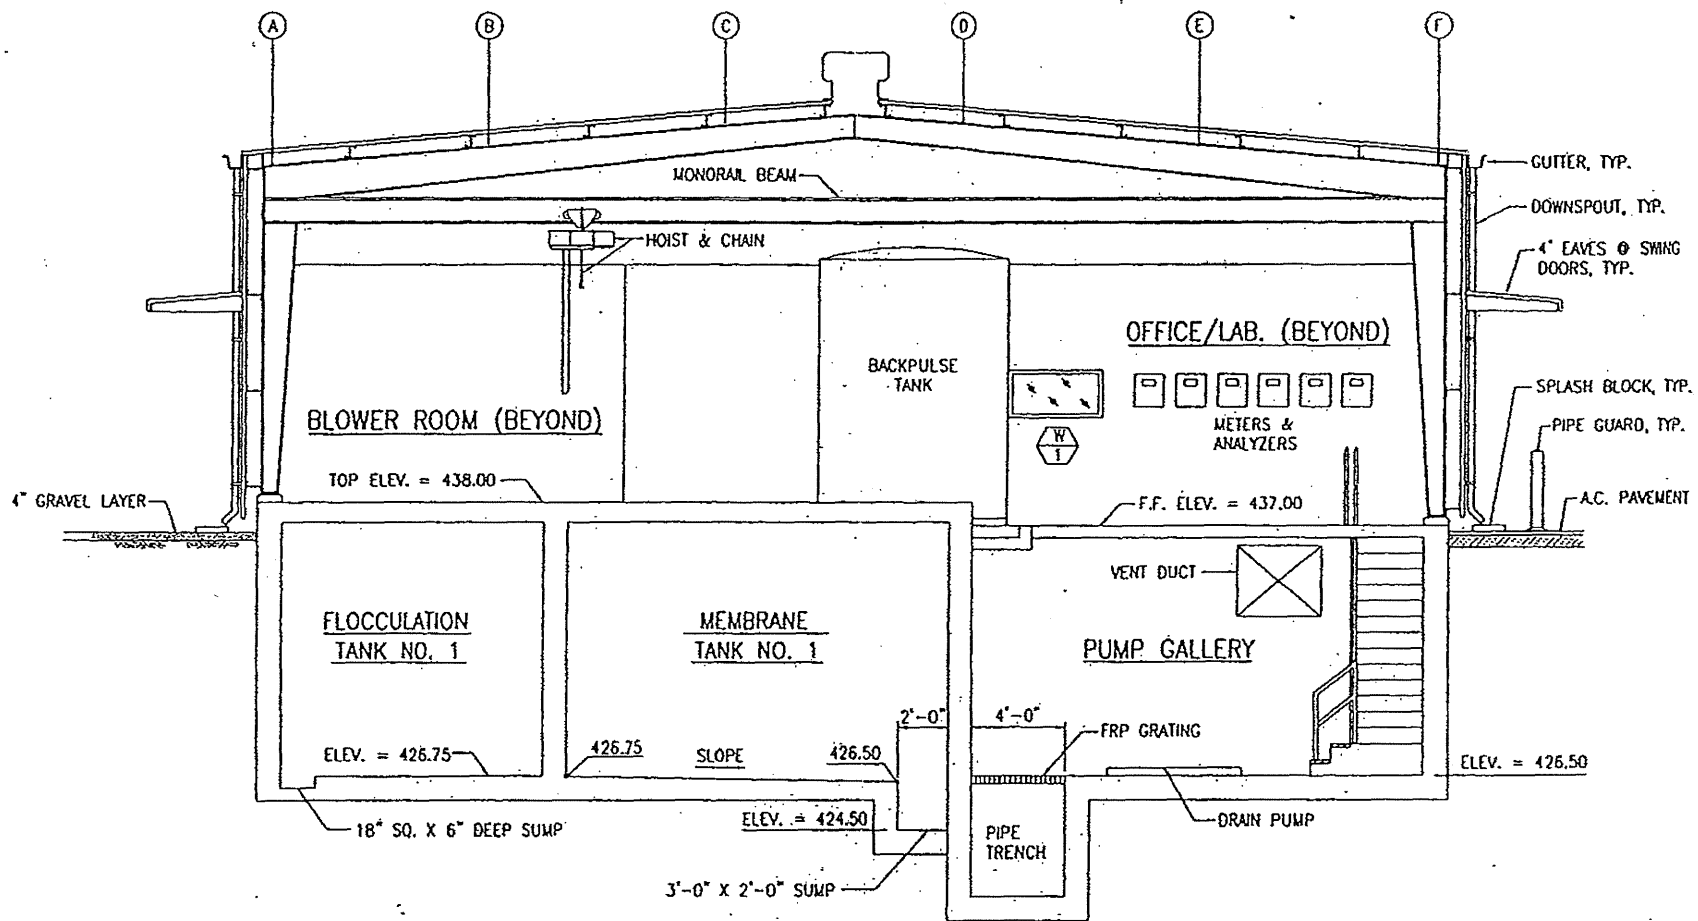 A B C D E F
GUTTER, TYP.
MONORAIL BEAM
DOWNSPOUT, TYP.
HOIST & CHAIN
4' EAVES @ SWING
DOORS, TYP.
OFFICE/LAB. (BEYOND)
BACKPULSE
TANK
SPLASH BLOCK, TYP.
BLOWER ROOM (BEYOND)
METERS &
ANALYZERS
PIPE GUARD, TYP.
W
1
TOP ELEV. = 438.00
4" GRAVEL LAYER
F.F. ELEV. = 437.00
A.C. PAVEMENT
VENT DUCT
FLOCCULATION
TANK NO. 1
MEMBRANE
TANK NO. 1
PUMP GALLERY
2'-0"
4'-0"
FRP GRATING
ELEV. = 426.75
426.75
SLOPE
426.50
ELEV. = 426.50
18" SQ. X 6" DEEP SUMP
ELEV. = 424.50
DRAIN PUMP
PIPE
TRENCH
3'-0" X 2'-0" SUMP